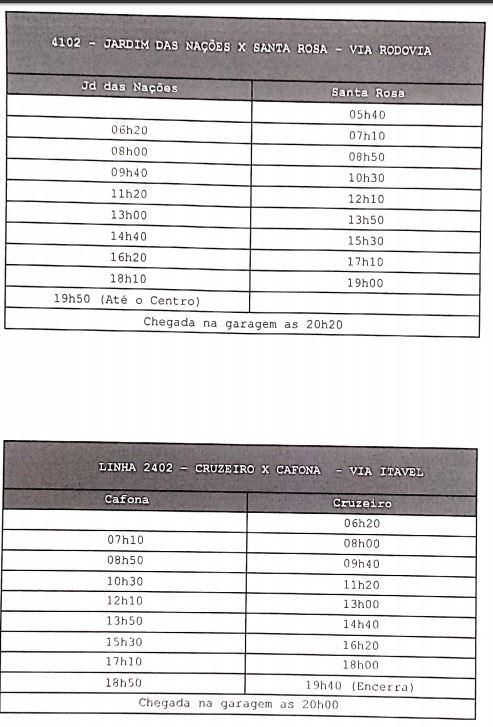 4102 - JARDIM DAS NAÇÕES X SANTA ROSA - VIA RODOVIA
Jd das Nações Santa Rosa
05h40
06h20 07h10
08h00 08h50
09h40 10h30
11h20 12h10
13h00 13h50
14h40 15h30
16h20 17h10
18h10 19h00
19h50 (Até o Centro)
Chegada na garagem as 20h20
LINHA 2402 - CRUZEIRO X CAFONA - VIA ITAVEL
Cafona Cruzeiro
06h20
07h10 08h00
08h50 09h40
10h30 11h20
12h10 13h00
13h50 14h40
15h30 16h20
17h10 18h00
18h50 19h40 (Encerra)
Chegada na garagem as 20h00